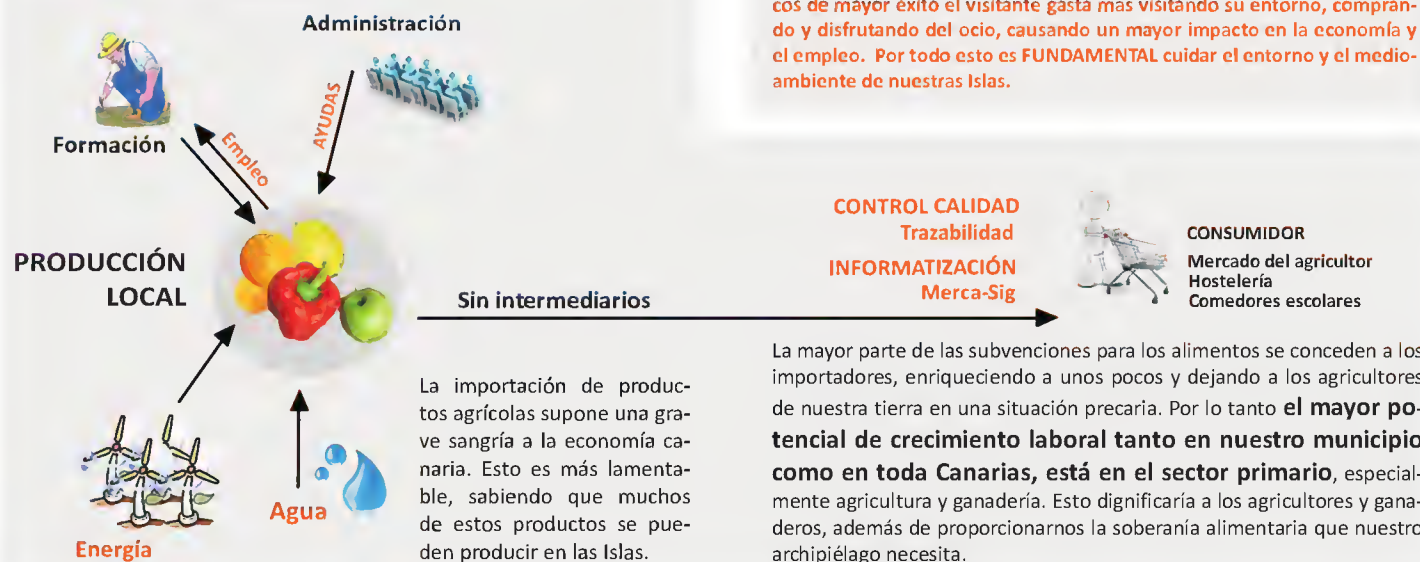 Administración
Formación
Empleo
AYUDAS
PRODUCCIÓN
LOCAL
Energía
Agua
Sin intermediarios
La importación de produc-
tos agrícolas supone una gra-
ve sangría a la economía ca-
naria. Esto es más lamenta-
ble, sabiendo que muchos
de estos productos se pue-
den producir en las Islas.
cos de mayor éxito el visitante gasta más visitando su entorno, compran-
do y disfrutando del ocio, causando un mayor impacto en la economía y
el empleo. Por todo esto es FUNDAMENTAL cuidar el entorno y el medio-
ambiente de nuestras Islas.
CONTROL CALIDAD
Trazabilidad
INFORMATIZACIÓN
Merca-Sig
CONSUMIDOR
Mercado del agricultor
Hostelería
Comedores escolares
La mayor parte de las subvenciones para los alimentos se conceden a los
importadores, enriqueciendo a unos pocos y dejando a los agricultores
de nuestra tierra en una situación precaria. Por lo tanto el mayor po-
tencial de crecimiento laboral tanto en nuestro municipio
como en toda Canarias, está en el sector primario, especial-
mente agricultura y ganadería. Esto dignificaría a los agricultores y gana-
deros, además de proporcionarnos la soberanía alimentaria que nuestro
archipiélago necesita.